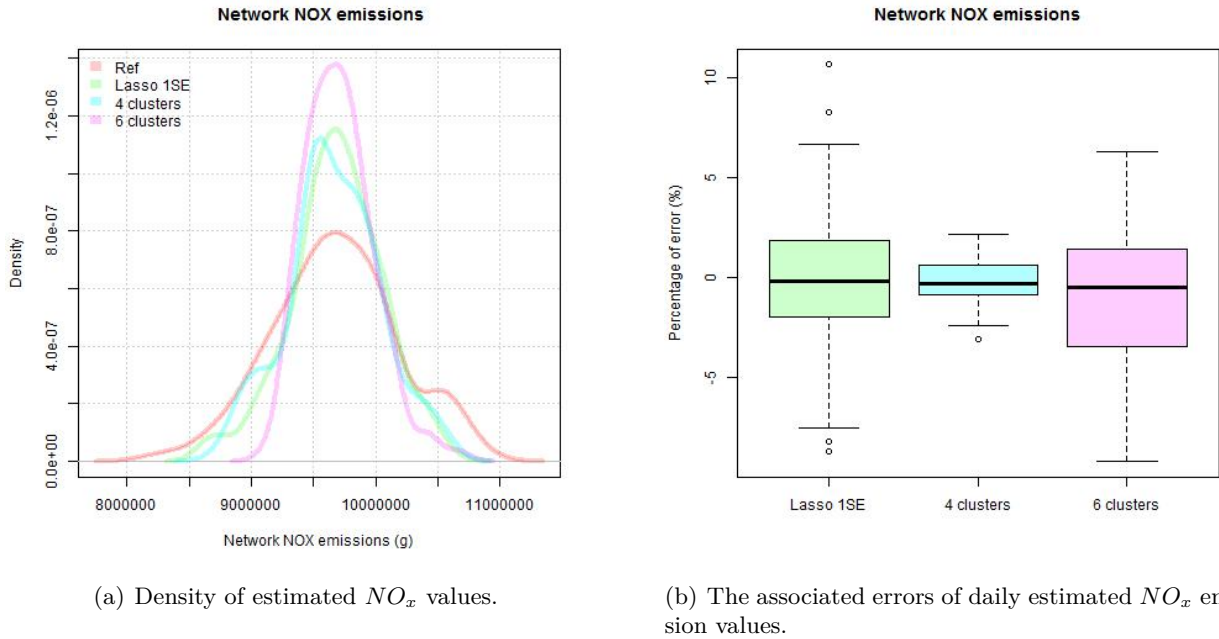 Network NOX emissions
Ref
Lasso 1SE
4 clusters
6 clusters
Density
0.0e+00
4.0e-07
8.0e-07
1.2e-06
8000000
9000000
10000000
11000000
Network NOX emissions (g)
(a) Density of estimated NOx values.
Network NOX emissions
Percentage of error (%)
10
5
0
-5
Lasso 1SE
4 clusters
6 clusters
(b) The associated errors of daily estimated NOx e
sion values.